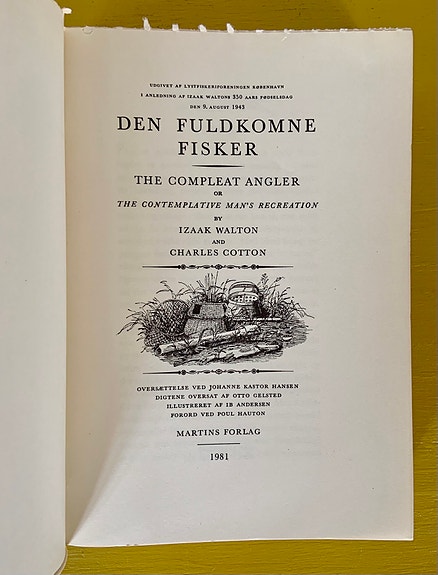 UDGIVET AF LYSTFISKERIFORENINGEN KØBENHAVN
I ANLEDNING AF IZAAK WALTONS 350 AARS FØDSELSDAG
DEN 9. AUGUST 1943
DEN FULDKOMNE
FISKER
THE COMPLEAT ANGLER
OR
THE CONTEMPLATIVE MAN'S RECREATION
BY
IZAAK WALTON
AND
CHARLES COTTON
OVERSÆTTELSE VED JOHANNE KASTOR HANSEN
DIGTENE OVERSAT AF OTTO GELSTED
ILLUSTRERET AF IB ANDERSEN
FORORD VED POUL HAUTON
MARTINS FORLAG
1981